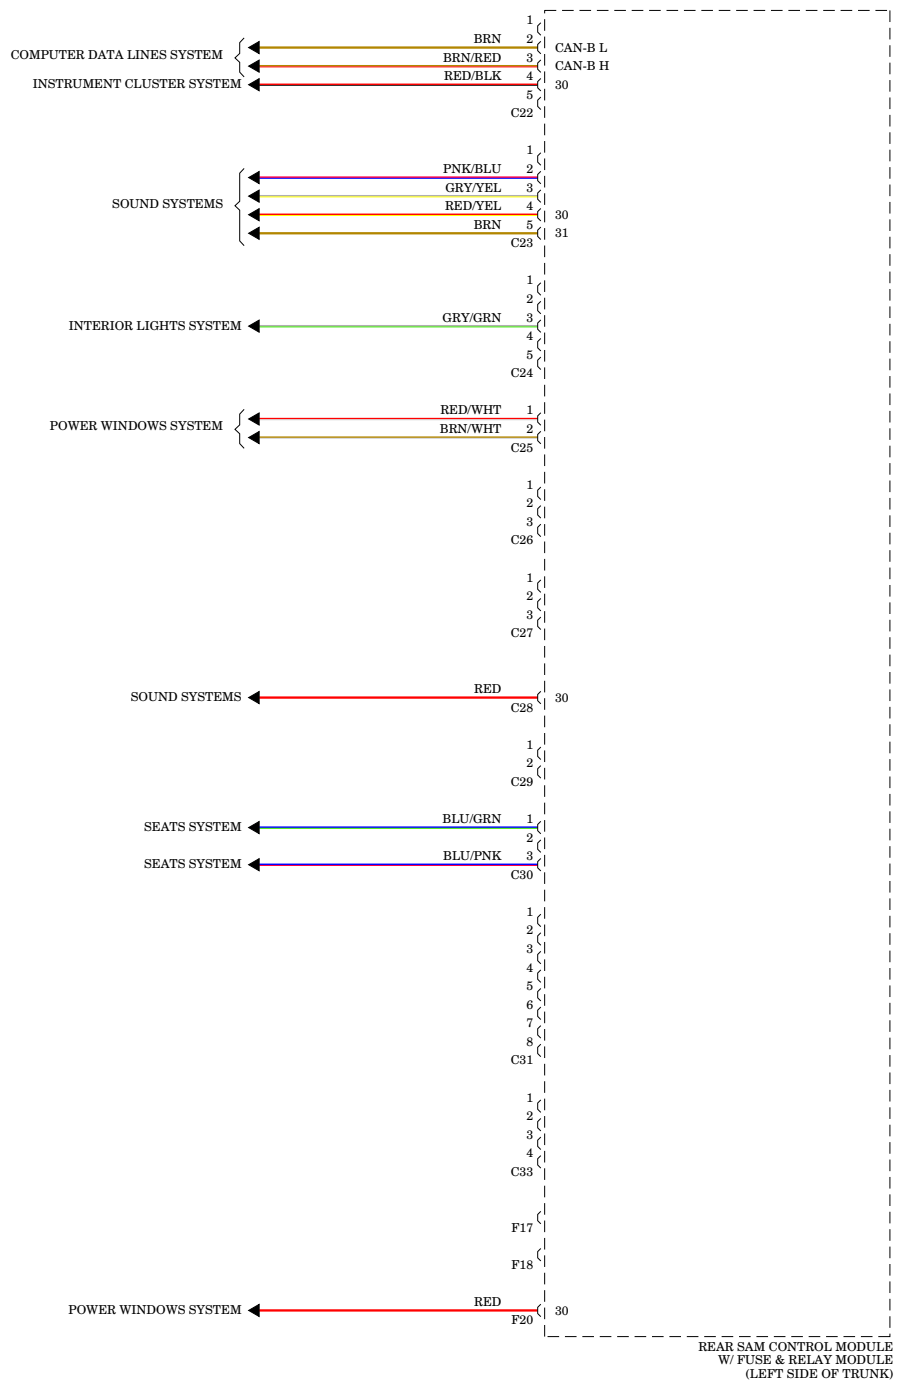 1
BRN 2 CAN-B L
COMPUTER DATA LINES SYSTEM
BRN/RED 3 CAN-B H
RED/BLK 4
INSTRUMENT CLUSTER SYSTEM 30
5
C22
1
PNK/BLU 2
GRY/YEL 3
SOUND SYSTEMS
RED/YEL 4 30
BRN 5 31
C23
1
2
GRY/GRN 3
INTERIOR LIGHTS SYSTEM
4
5
C24
RED/WHT 1
POWER WINDOWS SYSTEM
BRN/WHT 2
C25
1
2
3
C26
1
2
3
C27
RED
SOUND SYSTEMS 30
C28
1
2
C29
BLU/GRN 1
SEATS SYSTEM
2
BLU/PNK 3
SEATS SYSTEM
C30
1
2
3
4
5
6
7
8
C31
1
2
3
4
C33
F17
F18
RED
POWER WINDOWS SYSTEM 30
F20
REAR SAM CONTROL MODULE
W/ FUSE & RELAY MODULE
(LEFT SIDE OF TRUNK)